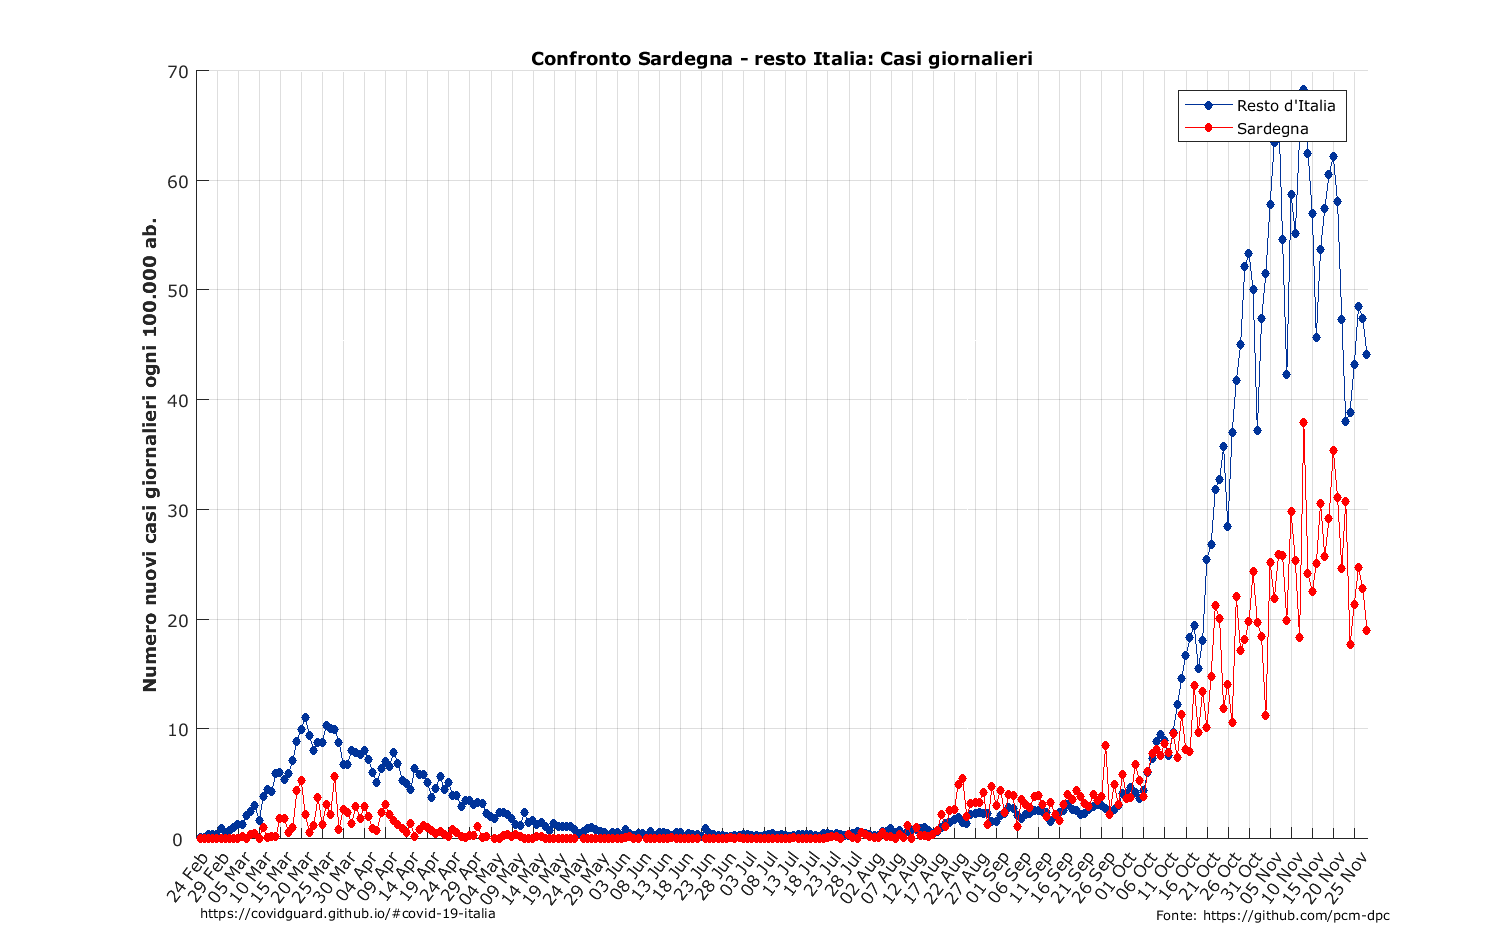 Confronto Sardegna - resto Italia: Casi giornalieri
Resto d'Italia
Sardegna
Numero nuovi casi giornalieri ogni 100.000 ab.
70
60
50
40
30
20
10
0
24 Feb
29 Feb
05 Mar
10 Mar
15 Mar
20 Mar
25 Mar
30 Mar
04 Apr
09 Apr
14 Apr
19 Apr
24 Apr
29 Apr
04 May
09 May
14 May
19 May
24 May
29 May
03 Jun
08 Jun
13 Jun
18 Jun
23 Jun
28 Jun
03 Jul
08 Jul
13 Jul
18 Jul
23 Jul
28 Jul
02 Aug
07 Aug
12 Aug
17 Aug
22 Aug
27 Aug
01 Sep
06 Sep
11 Sep
16 Sep
21 Sep
26 Sep
01 Oct
06 Oct
11 Oct
16 Oct
21 Oct
26 Oct
31 Oct
05 Nov
10 Nov
15 Nov
20 Nov
25 Nov
https://covidguard.github.io/#covid-19-italia
Fonte: https://github.com/pcm-dpc